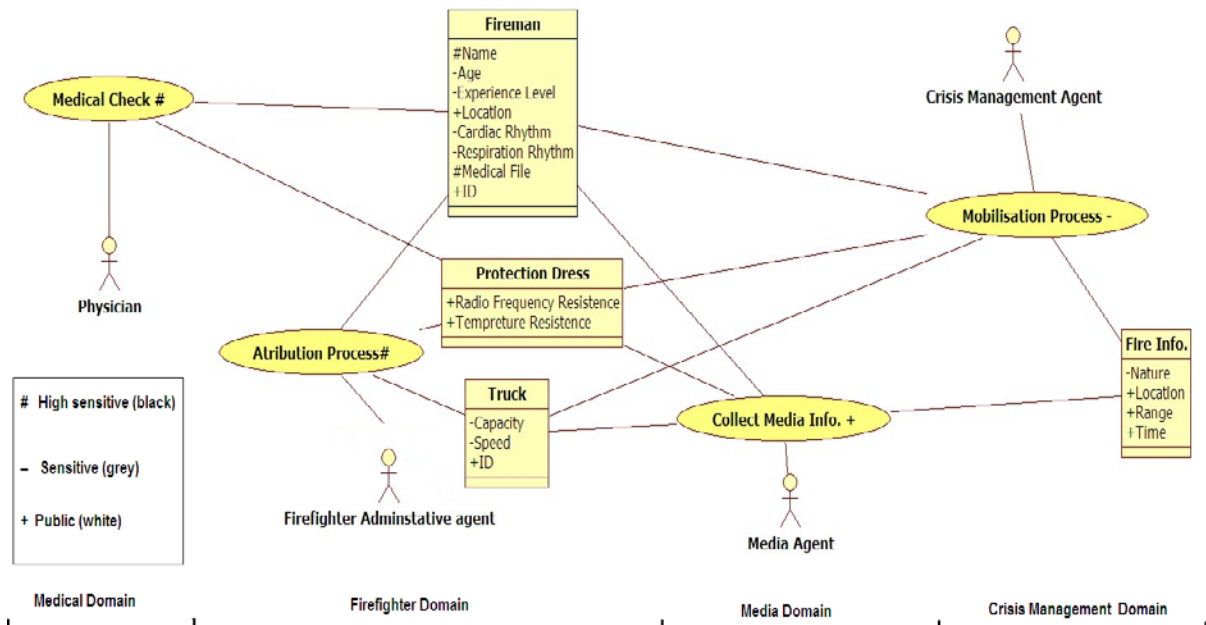 Fireman
#Name
-Age
-Experience Level
+Location
-Cardiac Rhythm
-Respiration Rhythm
#Medical File
+ID
Medical Check #
Crisis Management Agent
Mobilisation Process -
Physician
Protection Dress
+Radio Frequency Resistence
+Tempreture Resistence
Atribution Process#
Truck
-Capacity
-Speed
+ID
Collect Media Info. +
Fire Info.
-Nature
+Location
+Range
+Time
# High sensitive (black)
– Sensitive (grey)
+ Public (white)
Firefighter Adminstative agent
Media Agent
Medical Domain
Firefighter Domain
Media Domain
Crisis Management Domain